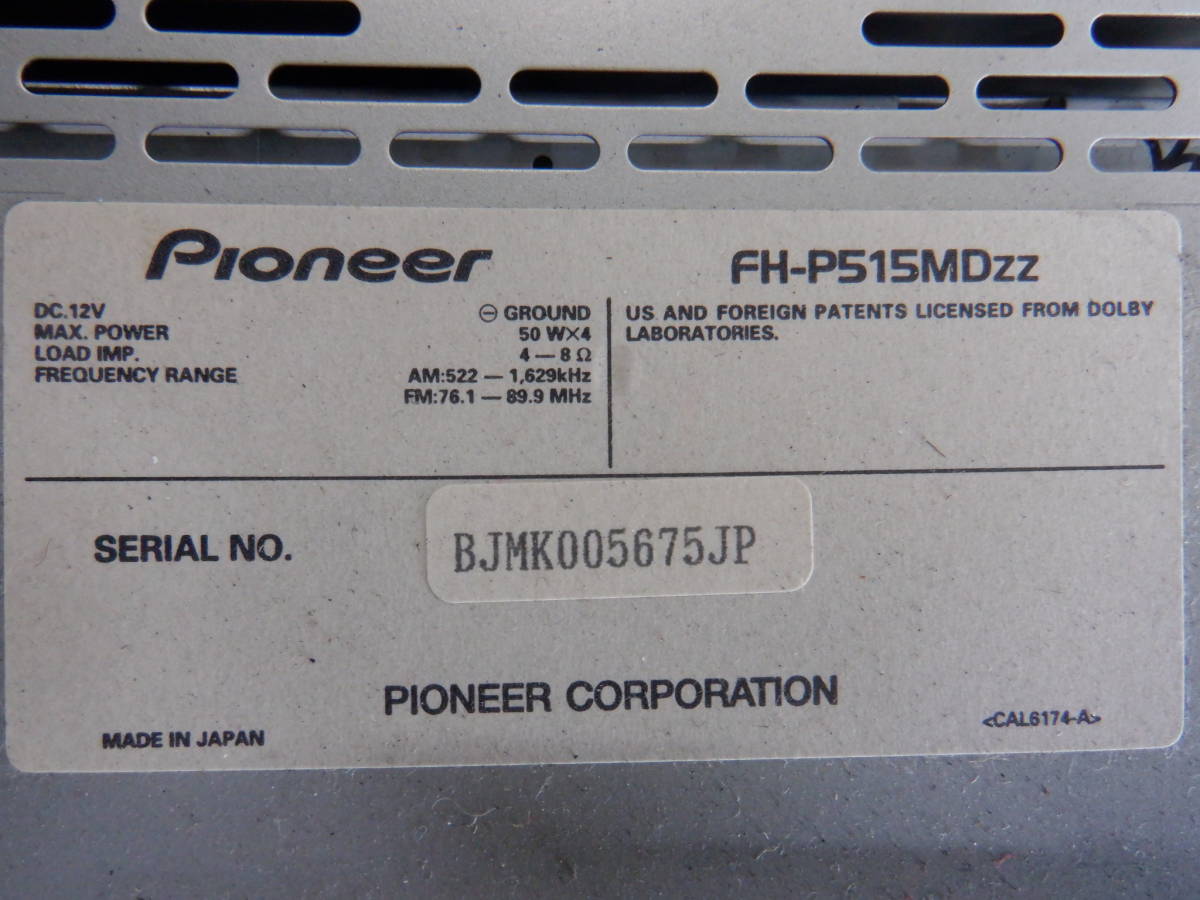 Pioneer
FH-P515MDzz
DC.12V ⊖ GROUND
MAX. POWER 50 W×4
LOAD IMP. 4 — 8 Ω
FREQUENCY RANGE AM:522 — 1,629kHz
FM:76.1 — 89.9 MHz
US AND FOREIGN PATENTS LICENSED FROM DOLBY
LABORATORIES.
SERIAL NO. BJMK005675JP
PIONEER CORPORATION
MADE IN JAPAN
<CAL6174-A>